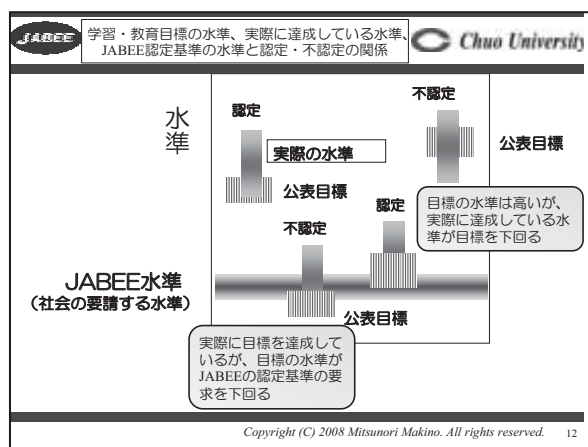 JABEE
学習・教育目標の水準、実際に達成している水準、
JABEE認定基準の水準と認定・不認定の関係
Chuo University
水準
認定
不認定
実際の水準
公表目標
公表目標
認定
不認定
目標の水準は高いが、
実際に達成している水
準が目標を下回る
JABEE水準
(社会の要請する水準)
公表目標
実際に目標を達成して
いるが、目標の水準が
JABEEの認定基準の要
求を下回る
Copyright (C) 2008 Mitsunori Makino. All rights reserved.
12